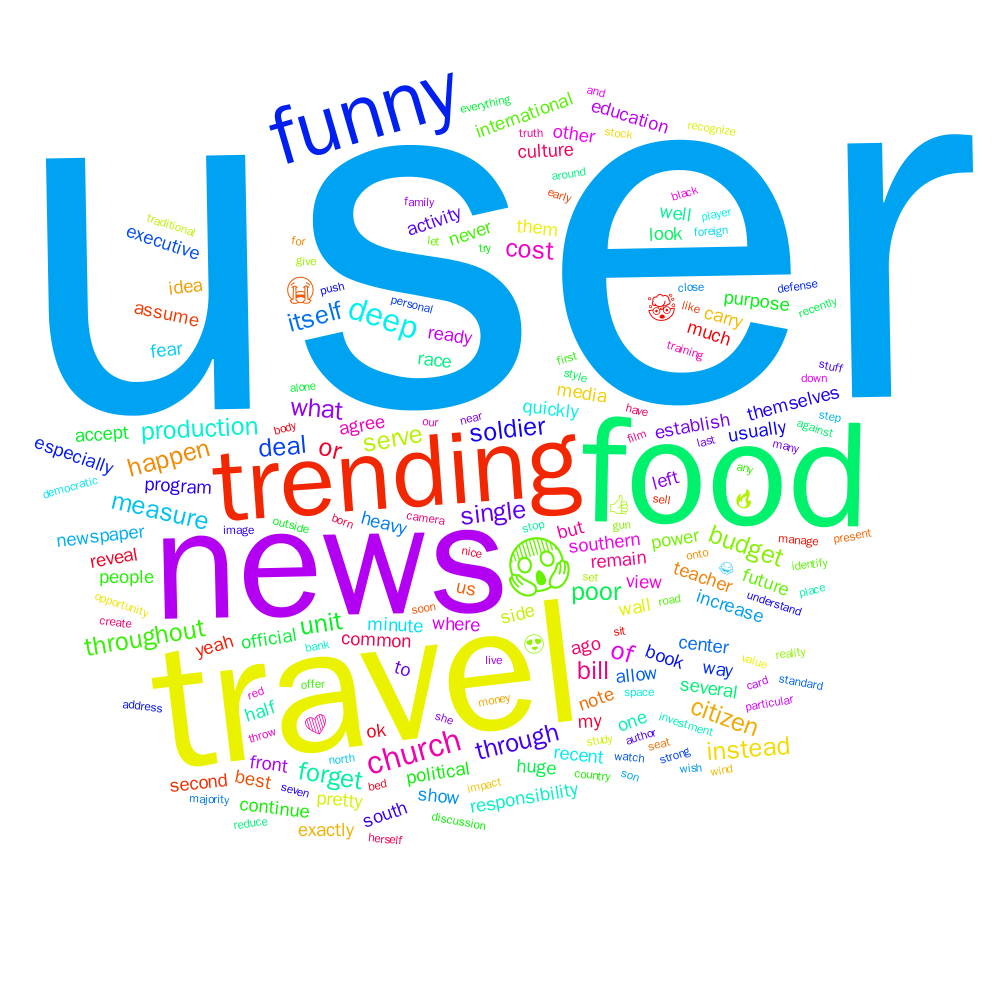 and
everything
funny
international
education
truth
other
stock
recognize
culture
around
user
early
black
family
traditional
activity
never
let
try
well
player
foreign
look
executive
for
give
them
cost
idea
push
personal
close
defense
assume
itself
deep
ready
like
carry
purpose
recently
much
fear
race
training
first
style
stuff
down
alone
media
themselves
what
agree
our
near
quickly
have
establish
step
against
accept
production
body
or
serve
soldier
film
last
usually
many
especially
happen
deal
trending
food
any
democratic
program
left
sell
measure
single
newspaper
image
outside
born
camera
heavy
news
stop
but
gun
southern
power
budget
manage
present
reveal
nice
remain
onto
identify
people
teacher
future
place
opportunity
soon
us
set
view
wall
road
increase
understand
create
throughout
yeah
official
unit
common
where
side
sit
poor
bank
minute
travel
ago
of
book
center
reality
value
way
to
live
bill
allow
several
card
standard
address
red
offer
money
note
space
citizen
particular
half
throw
she
my
one
investment
ok
church
through
author
seat
instead
front
north
recent
study
watch
strong
second
best
forget
bed
political
huge
country
son
wish
wind
majority
seven
impact
responsibility
pretty
continue
show
south
reduce
exactly
discussion
herself